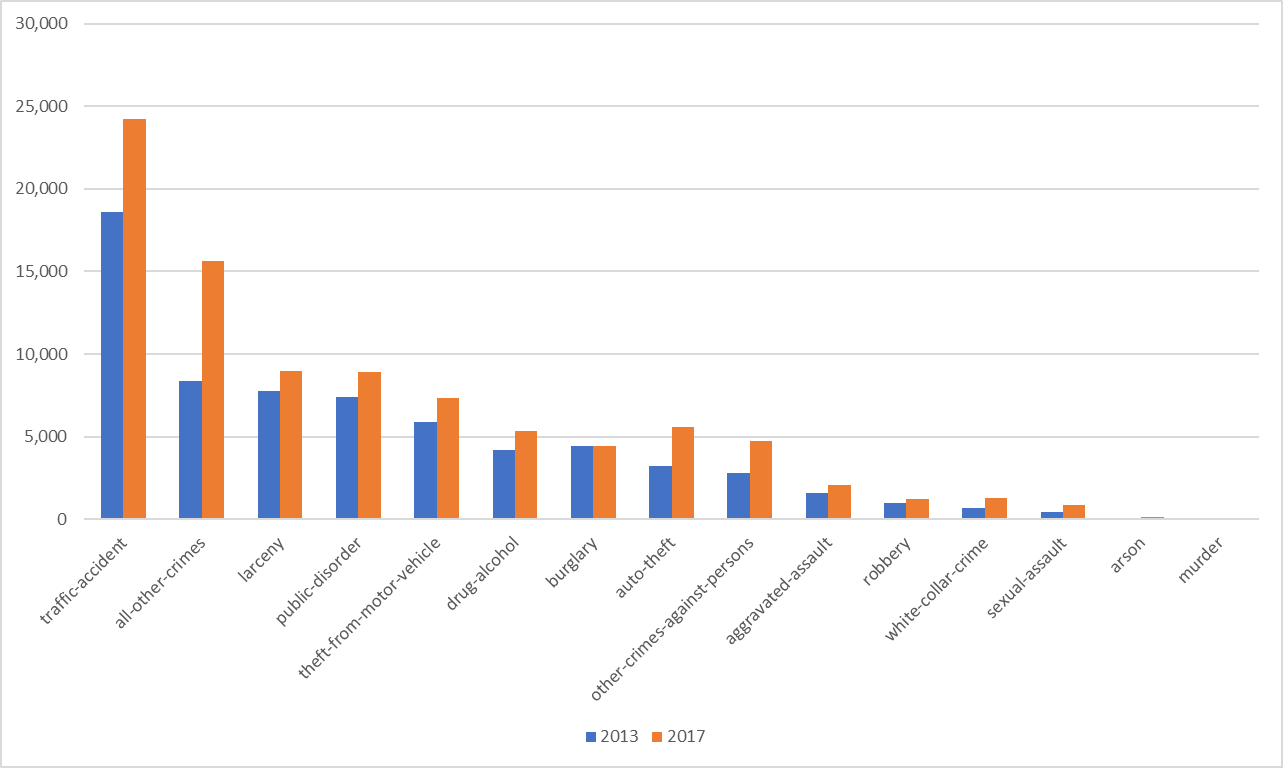 30,000
25,000
20,000
15,000
10,000
5,000
0
traffic-accident
all-other-crimes
larceny
public-disorder
theft-from-motor-vehicle
drug-alcohol
burglary
auto-theft
other-crimes-against-persons
aggravated-assault
robbery
white-collar-crime
sexual-assault
arson
murder
2013 2017